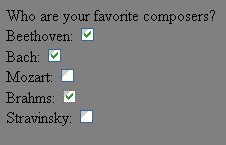 Who are your favorite composers?
Beethoven:
Bach:
Mozart:
Brahms:
Stravinsky: